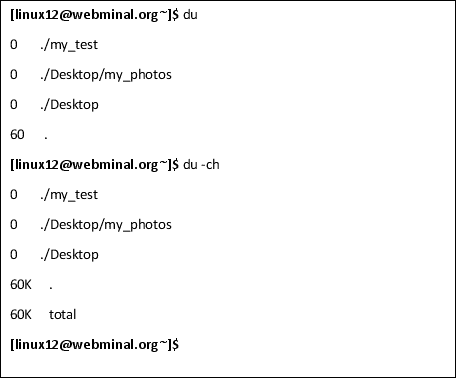 [linux12@webminal.org~]$ du
0 ./my_test
0 ./Desktop/my_photos
0 ./Desktop
60 .
[linux12@webminal.org~]$ du -ch
0 ./my_test
0 ./Desktop/my_photos
0 ./Desktop
60K .
60K total
[linux12@webminal.org~]$